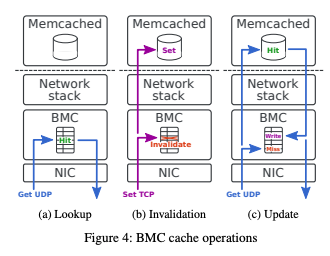 Memcached
Network
stack
BMC
Hit
NIC
Get UDP
(a) Lookup
Memcached
Set
Network
stack
BMC
Invalidate
NIC
Set TCP
(b) Invalidation
Memcached
Hit
Network
stack
BMC
Write
Miss
NIC
Get UDP
(c) Update
Figure 4: BMC cache operations